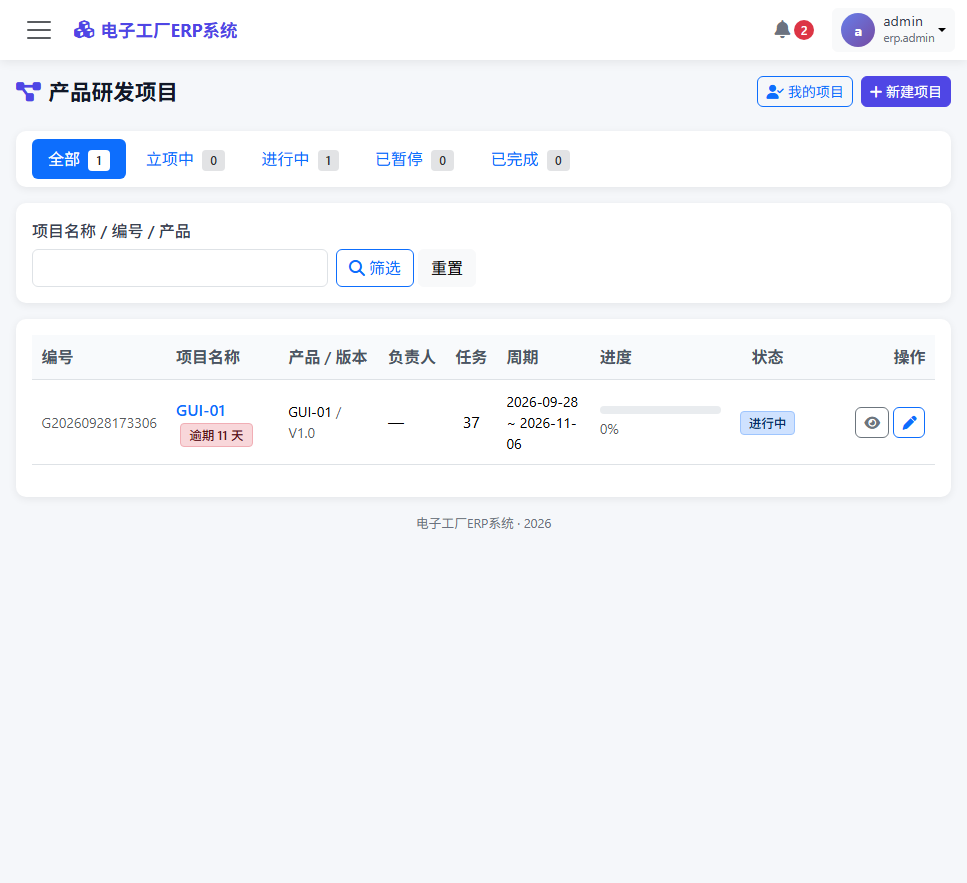 电子工厂ERP系统
2
a
admin
erp.admin
产品研发项目
我的项目
新建项目
全部 1
立项中 0
进行中 1
已暂停 0
已完成 0
项目名称 / 编号 / 产品
筛选
重置
编号 项目名称 产品 / 版本 负责人 任务 周期 进度 状态 操作
G20260928173306
GUI-01
逾期 11 天
GUI-01 /
V1.0
—
37
2026-09-28
~ 2026-11-
06
0%
进行中
电子工厂ERP系统 · 2026